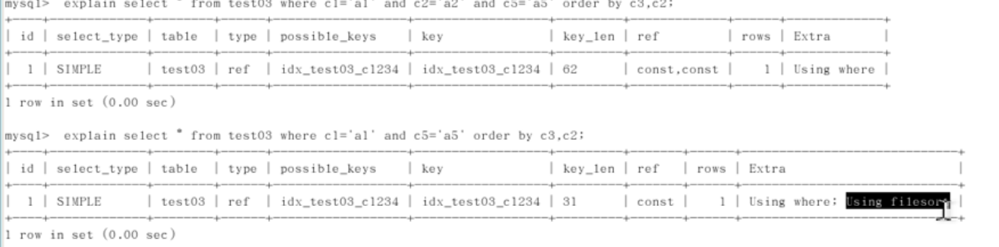 mysql> explain select * from test03 where c1='a1' and c2='a2' and c5='a5' order by c3,c2;
| id | select_type | table | type | possible_keys | key | key_len | ref | rows | Extra |
| 1 | SIMPLE | test03 | ref | idx_test03_c1234 | idx_test03_c1234 | 62 | const,const | 1 | Using where |
1 row in set (0.00 sec)
mysql> explain select * from test03 where c1='a1' and c5='a5' order by c3,c2;
| id | select_type | table | type | possible_keys | key | key_len | ref | rows | Extra |
| 1 | SIMPLE | test03 | ref | idx_test03_c1234 | idx_test03_c1234 | 31 | const | 1 | Using where; Using filesort |
1 row in set (0.00 sec)